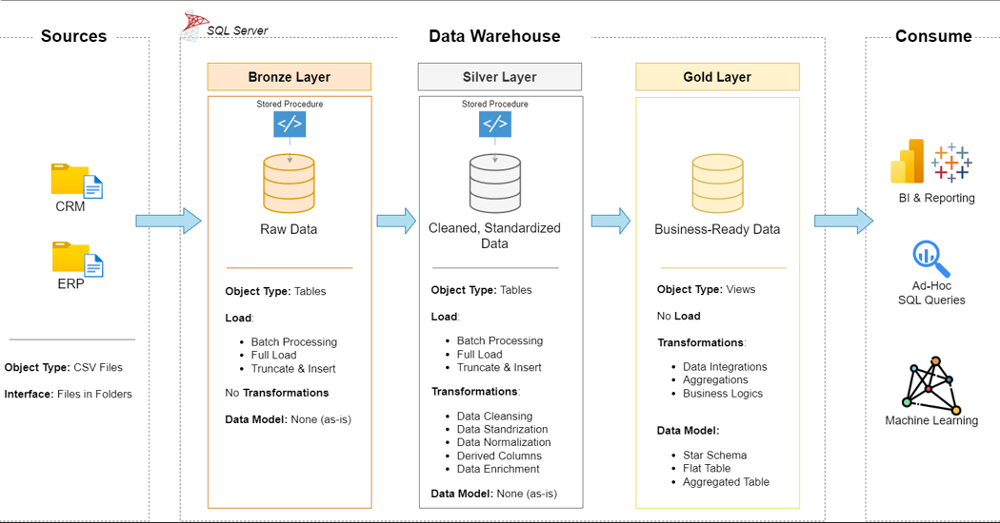 Sources
CRM
ERP
Object Type: CSV Files
Interface: Files in Folders
SQL Server
Data Warehouse
Bronze Layer
Stored Procedure
</>
Raw Data
Object Type: Tables
Load:
• Batch Processing
• Full Load
• Truncate & Insert
No Transformations
Data Model: None (as-is)
Silver Layer
Stored Procedure
</>
Cleaned, Standardized
Data
Object Type: Tables
Load:
• Batch Processing
• Full Load
• Truncate & Insert
Transformations:
• Data Cleansing
• Data Standrization
• Data Normalization
• Derived Columns
• Data Enrichment
Data Model: None (as-is)
Gold Layer
Business-Ready Data
Object Type: Views
No Load
Transformations:
• Data Integrations
• Aggregations
• Business Logics
Data Model:
• Star Schema
• Flat Table
• Aggregated Table
Consume
BI & Reporting
Ad-Hoc
SQL Queries
Machine Learning